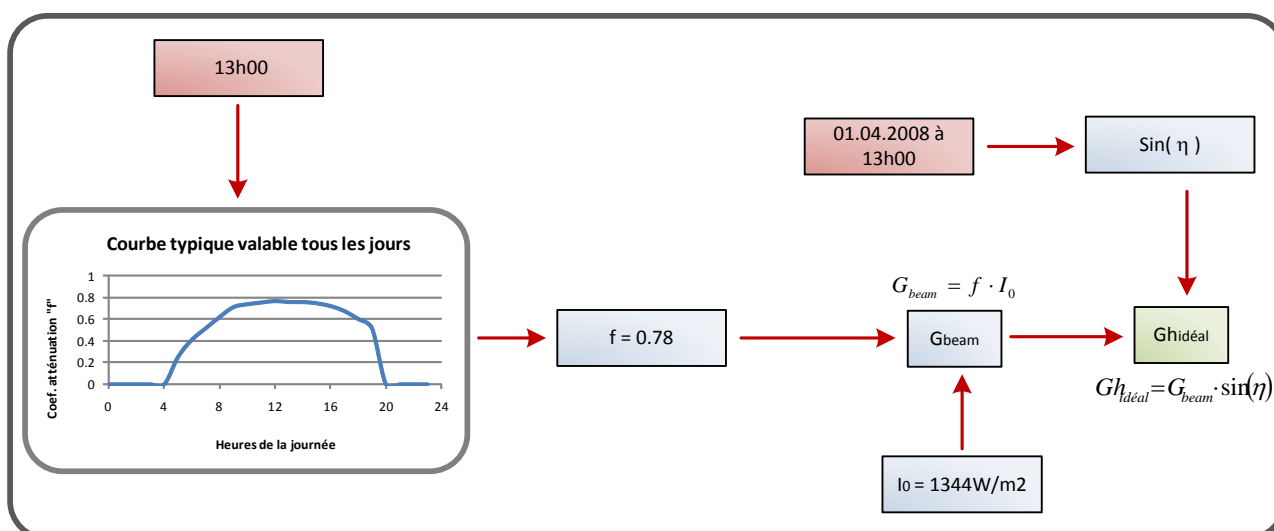 13h00
01.04.2008 à
13h00
Sin( η )
Courbe typique valable tous les jours
Coef. atténuation "f"
1
0.8
0.6
0.4
0.2
0
0 4 8 12 16 20 24
Heures de la journée
f = 0.78
G_beam = f · I_0
Gbeam
Ghidéal
Gh_idéal = G_beam · sin(η)
I0 = 1344W/m2